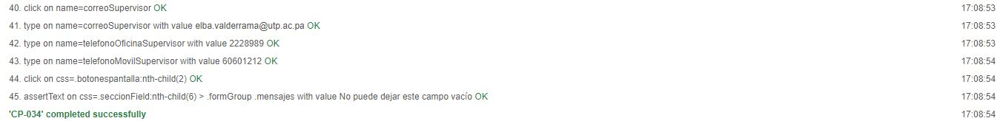 40. click on name=correoSupervisor OK 17:08:53
41. type on name=correoSupervisor with value elba.valderrama@utp.ac.pa OK 17:08:53
42. type on name=telefonoOficinaSupervisor with value 2228989 OK 17:08:53
43. type on name=telefonoMovilSupervisor with value 60601212 OK 17:08:54
44. click on css=.botonespantalla:nth-child(2) OK 17:08:54
45. assertText on css=.seccionField:nth-child(6) > .formGroup .mensajes with value No puede dejar este campo vacío OK 17:08:54
'CP-034' completed successfully 17:08:54